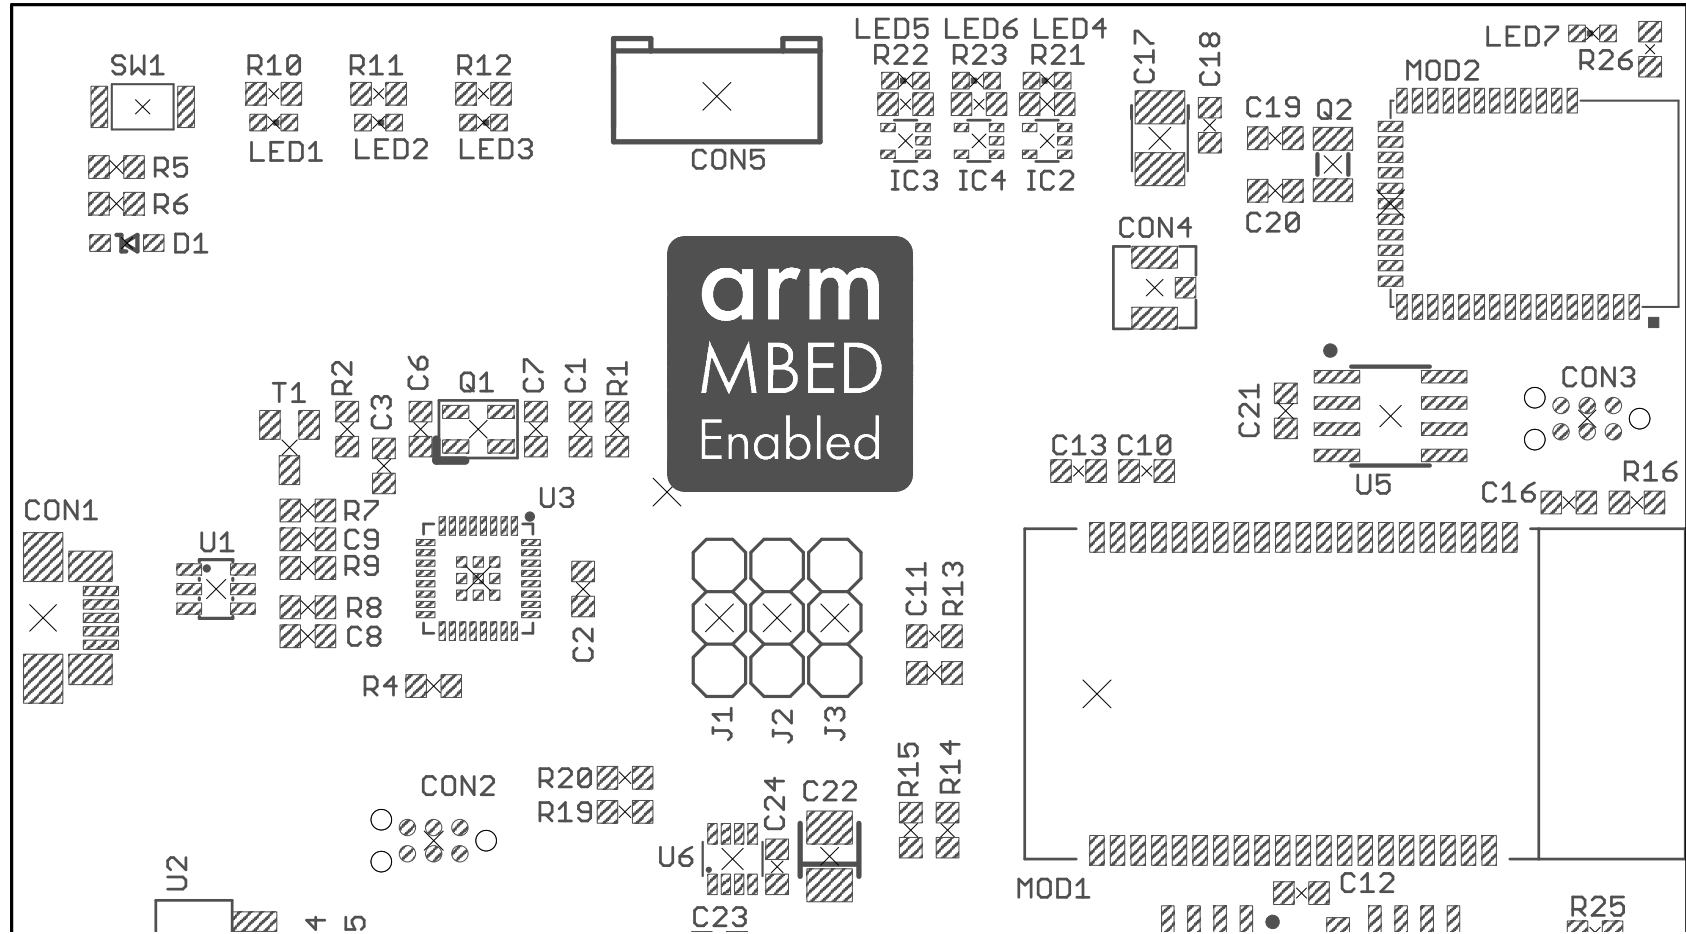 LED5 LED6 LED4
LED7
SW1 R10 R11 R12 R22 R23 R21 C17 C18 R26
MOD2
C19 Q2
LED1 LED2 LED3
CON5
R5 IC3 IC4 IC2
R6
C20
CON4
D1
arm
MBED
Enabled
T1 R2 C3 C6 Q1 C7 C1 R1
CON3
C21
C13 C10
U5 R16
C16
CON1 U3
R7
U1 C9
R9
R8
C8
C2
C11 R13
R4
J1 J2 J3
R15 R14
CON2 R20
R19
C24 C22
U6
U2
MOD1 C12
C23 R25
4 5